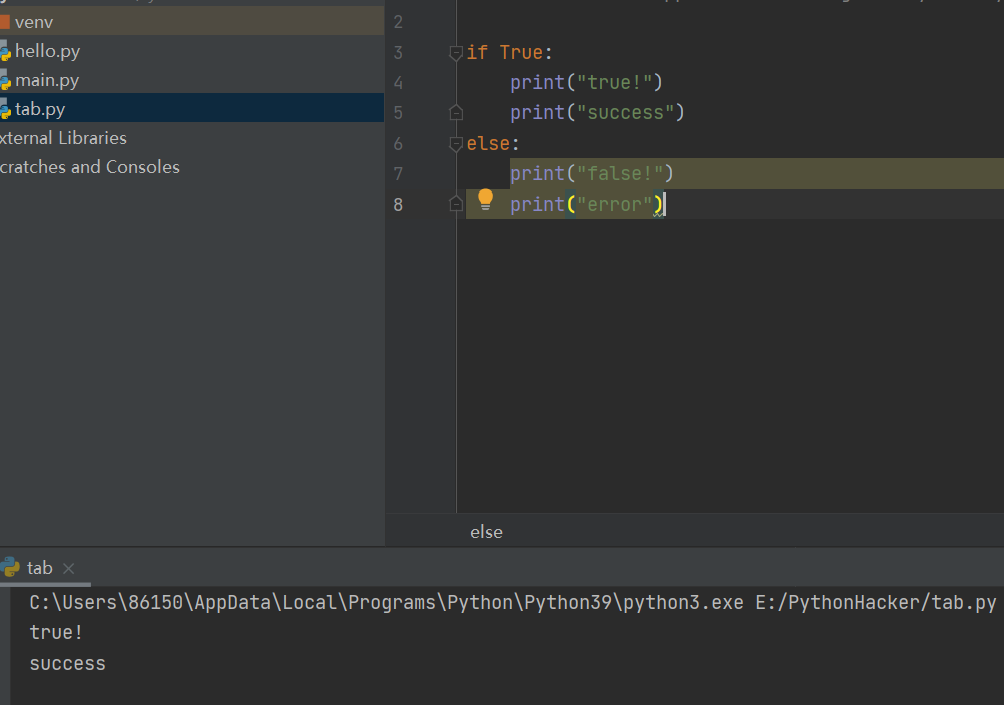 venv
hello.py
main.py
tab.py
xternal Libraries
cratches and Consoles
2
3 if True:
4 print("true!")
5 print("success")
6 else:
7 print("false!")
8 print("error")
else
tab
C:\Users\86150\AppData\Local\Programs\Python\Python39\python3.exe E:/PythonHacker/tab.py
true!
success